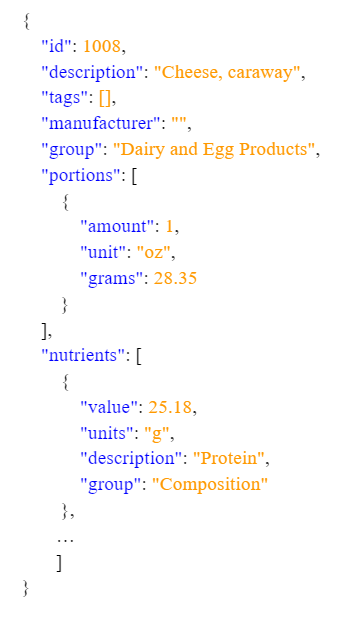 {
"id": 1008,
"description": "Cheese, caraway",
"tags": [],
"manufacturer": "",
"group": "Dairy and Egg Products",
"portions": [
{
"amount": 1,
"unit": "oz",
"grams": 28.35
}
],
"nutrients": [
{
"value": 25.18,
"units": "g",
"description": "Protein",
"group": "Composition"
},
...
]
}